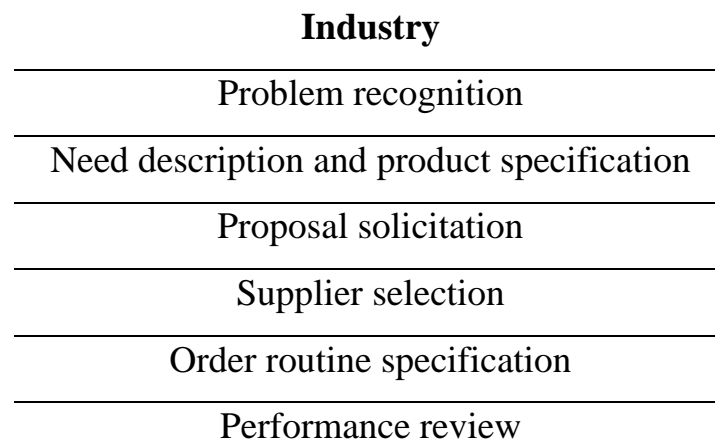 Industry
Problem recognition
Need description and product specification
Proposal solicitation
Supplier selection
Order routine specification
Performance review